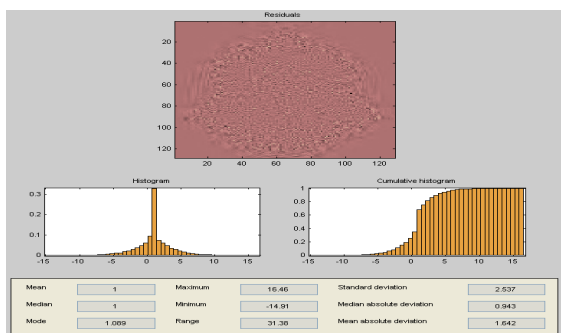 Residuals
20
40
60
80
100
120
20 40 60 80 100 120
Histogram
0.3
0.2
0.1
0
-15 -10 -5 0 5 10 15
Cumulative histogram
1
0.8
0.6
0.4
0.2
0
-15 -10 -5 0 5 10 15
Mean 1 Maximum 16.46 Standard deviation 2.537
Median 1 Minimum -14.91 Median absolute deviation 0.943
Mode 1.089 Range 31.38 Mean absolute deviation 1.642